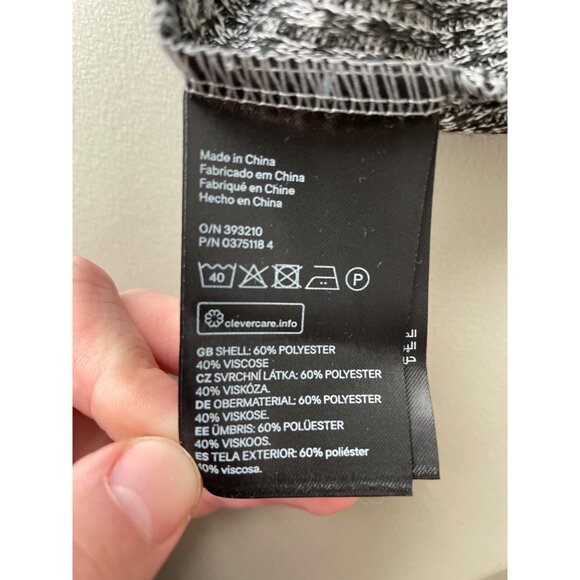 Made in China
Fabricado em China
Fabriqué en Chine
Hecho en China
O/N 393210
P/N 0375118 4
40
P
clevercare.info
GB SHELL: 60% POLYESTER
40% VISCOSE
CZ SVRCHNÍ LÁTKA: 60% POLYESTER
40% VISKÓZA.
DE OBERMATERIAL: 60% POLYESTER
40% VISKOSE.
EE ÜMBRIS: 60% POLÜESTER
40% VISKOOS.
ES TELA EXTERIOR: 60% poliéster
40% viscosa.